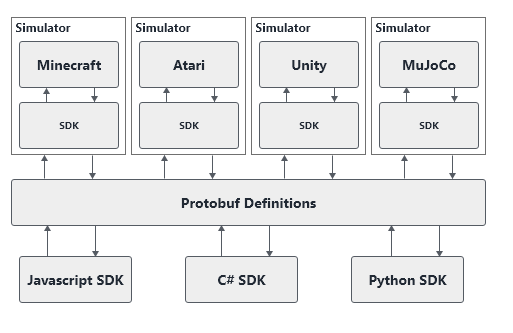 Simulator
Simulator
Simulator
Simulator
Minecraft
Atari
Unity
MuJoCo
SDK
SDK
SDK
SDK
Protobuf Definitions
Javascript SDK
C# SDK
Python SDK